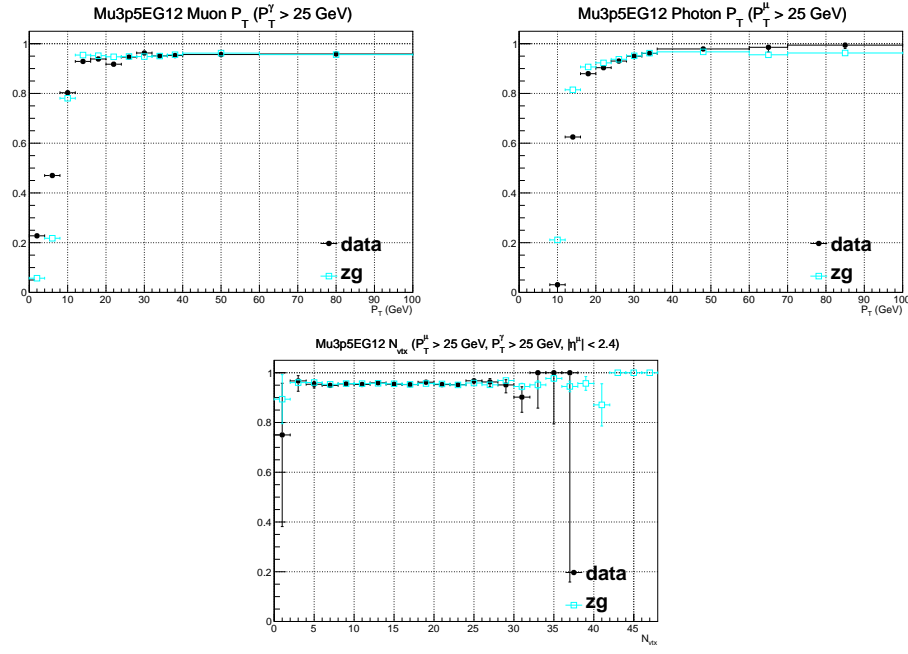 Mu3p5EG12 Muon P_T (P_T^γ > 25 GeV)
1
0.8
0.6
0.4
0.2
0
data
zg
0 10 20 30 40 50 60 70 80 90 100
P_T (GeV)
Mu3p5EG12 Photon P_T (P_T^μ > 25 GeV)
1
0.8
0.6
0.4
0.2
0
data
zg
0 10 20 30 40 50 60 70 80 90 100
P_T (GeV)
Mu3p5EG12 N_vtx (P_T^μ > 25 GeV, P_T^γ > 25 GeV, |η^μ| < 2.4)
1
0.8
0.6
0.4
0.2
0
data
zg
0 5 10 15 20 25 30 35 40 45
N_vtx